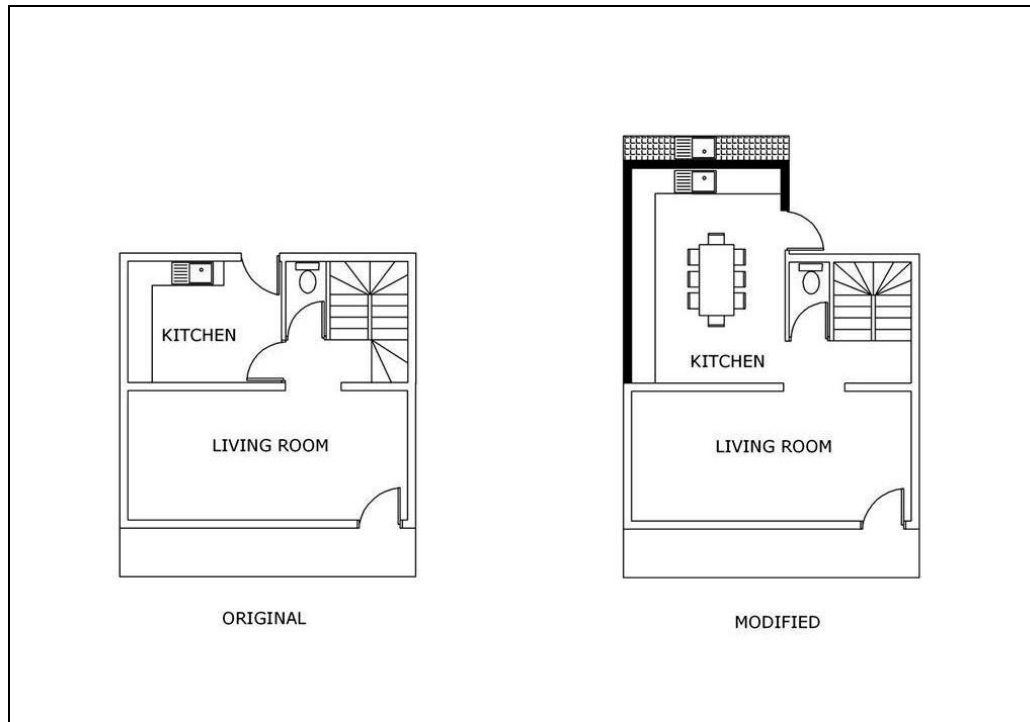 KITCHEN
LIVING ROOM
ORIGINAL
KITCHEN
LIVING ROOM
MODIFIED